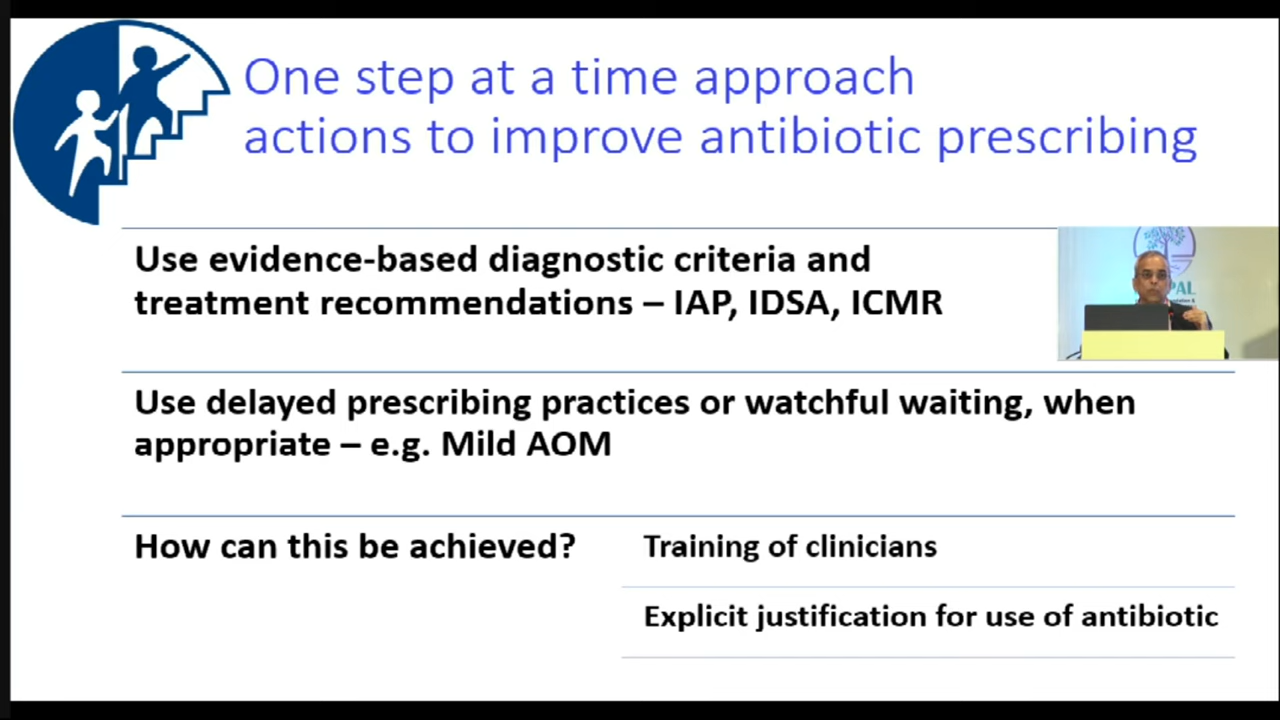 One step at a time approach
actions to improve antibiotic prescribing
Use evidence-based diagnostic criteria and
treatment recommendations – IAP, IDSA, ICMR
Use delayed prescribing practices or watchful waiting, when
appropriate – e.g. Mild AOM
How can this be achieved?
Training of clinicians
Explicit justification for use of antibiotic